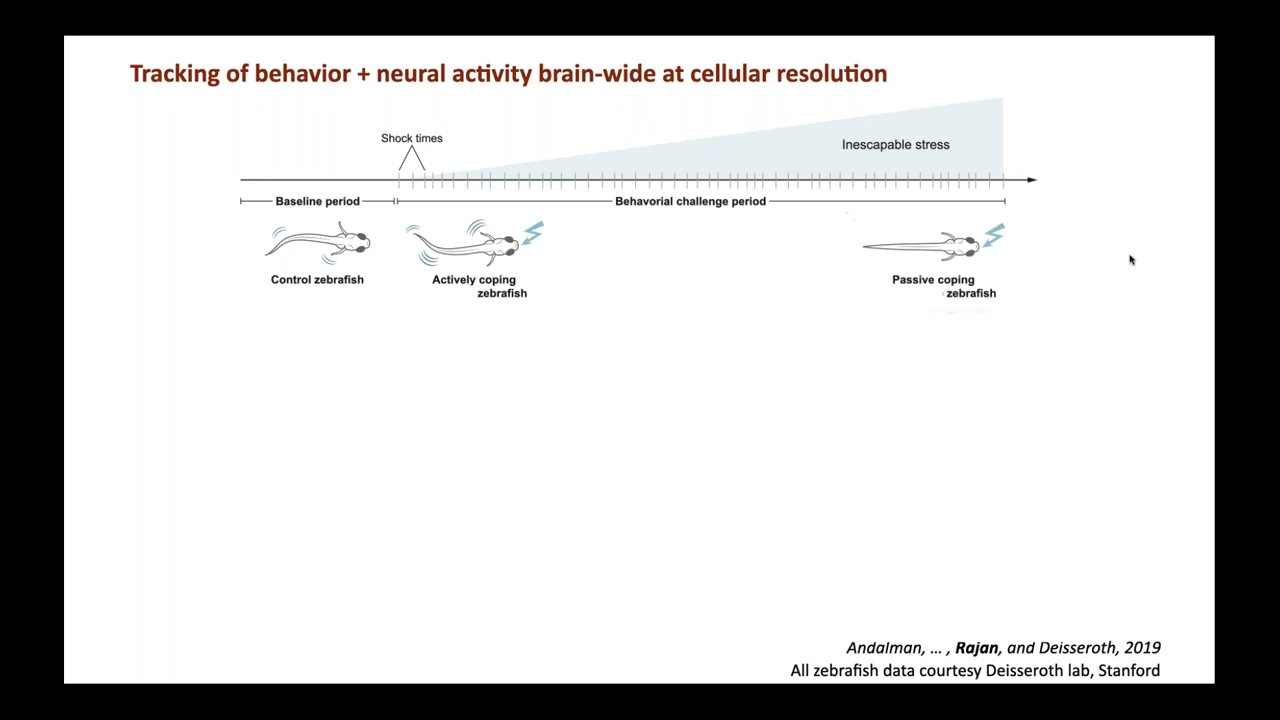 Tracking of behavior + neural activity brain-wide at cellular resolution
Shock times
Inescapable stress
Baseline period
Behavorial challenge period
Control zebrafish
Actively coping
zebrafish
Passive coping
zebrafish
Andalman, ... , Rajan, and Deisseroth, 2019
All zebrafish data courtesy Deisseroth lab, Stanford